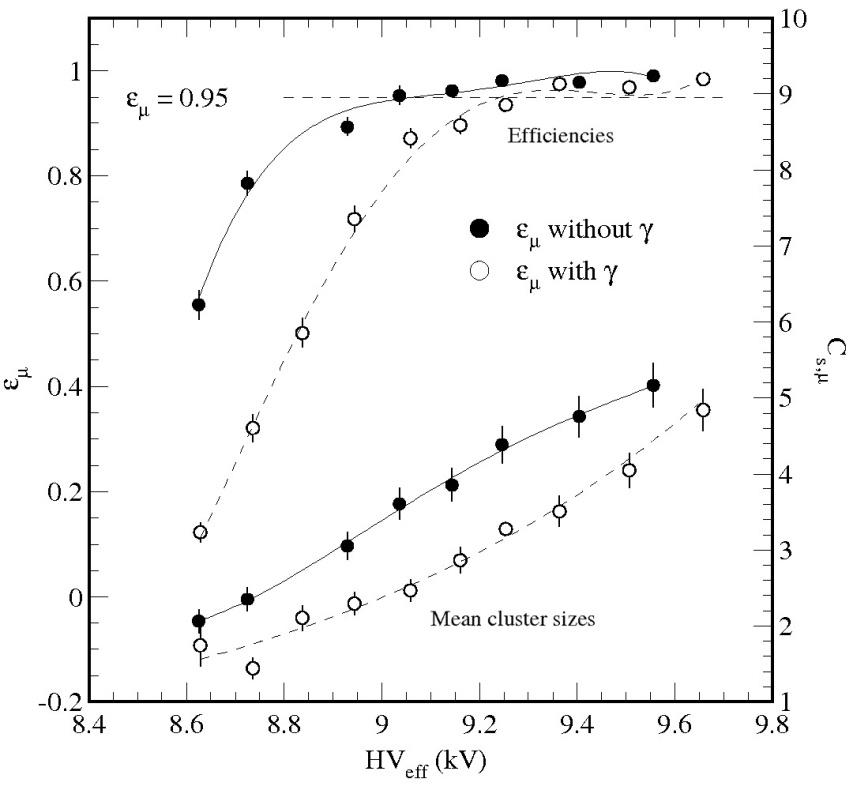 10
1
ε_μ = 0.95
9
Efficiencies
0.8
8
ε_μ without γ
7
ε_μ with γ
0.6
6
ε_μ
C_s,μ
0.4
5
4
0.2
3
0
Mean cluster sizes
2
-0.2
1
8.4 8.6 8.8 9 9.2 9.4 9.6 9.8
HV_eff (kV)